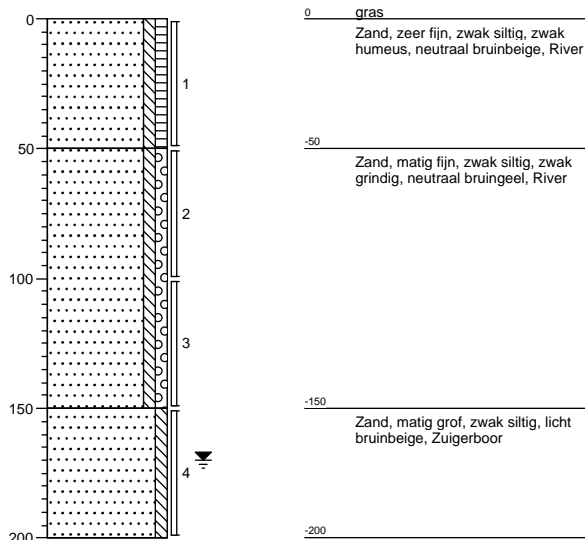 0
50
100
150
200
1
2
3
4
0
gras
Zand, zeer fijn, zwak siltig, zwak
humeus, neutraal bruinbeige, River
-50
Zand, matig fijn, zwak siltig, zwak
grindig, neutraal bruingeel, River
-150
Zand, matig grof, zwak siltig, licht
bruinbeige, Zuigerboor
-200